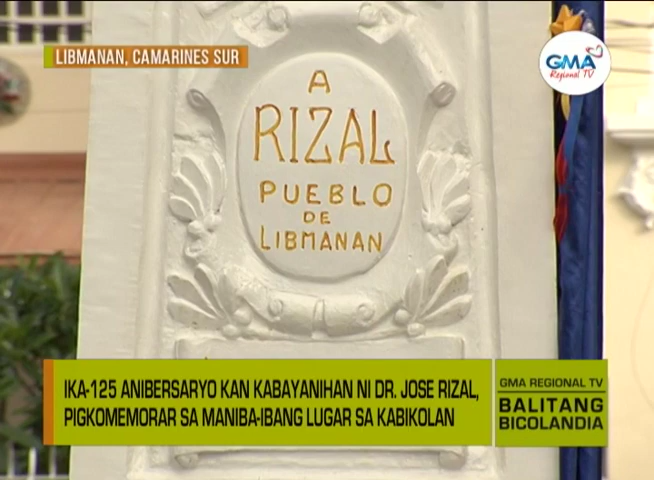 LIBMANAN, CAMARINES SUR
GMA
Regional TV
A
RIZAL
PUEBLO
DE
LIBMANAN
IKA-125 ANIBERSARYO KAN KABAYANIHAN NI DR. JOSE RIZAL,
PIGKOMEMORAR SA MANIBA-IBANG LUGAR SA KABIKOLAN
GMA REGIONAL TV
BALITANG
BICOLANDIA